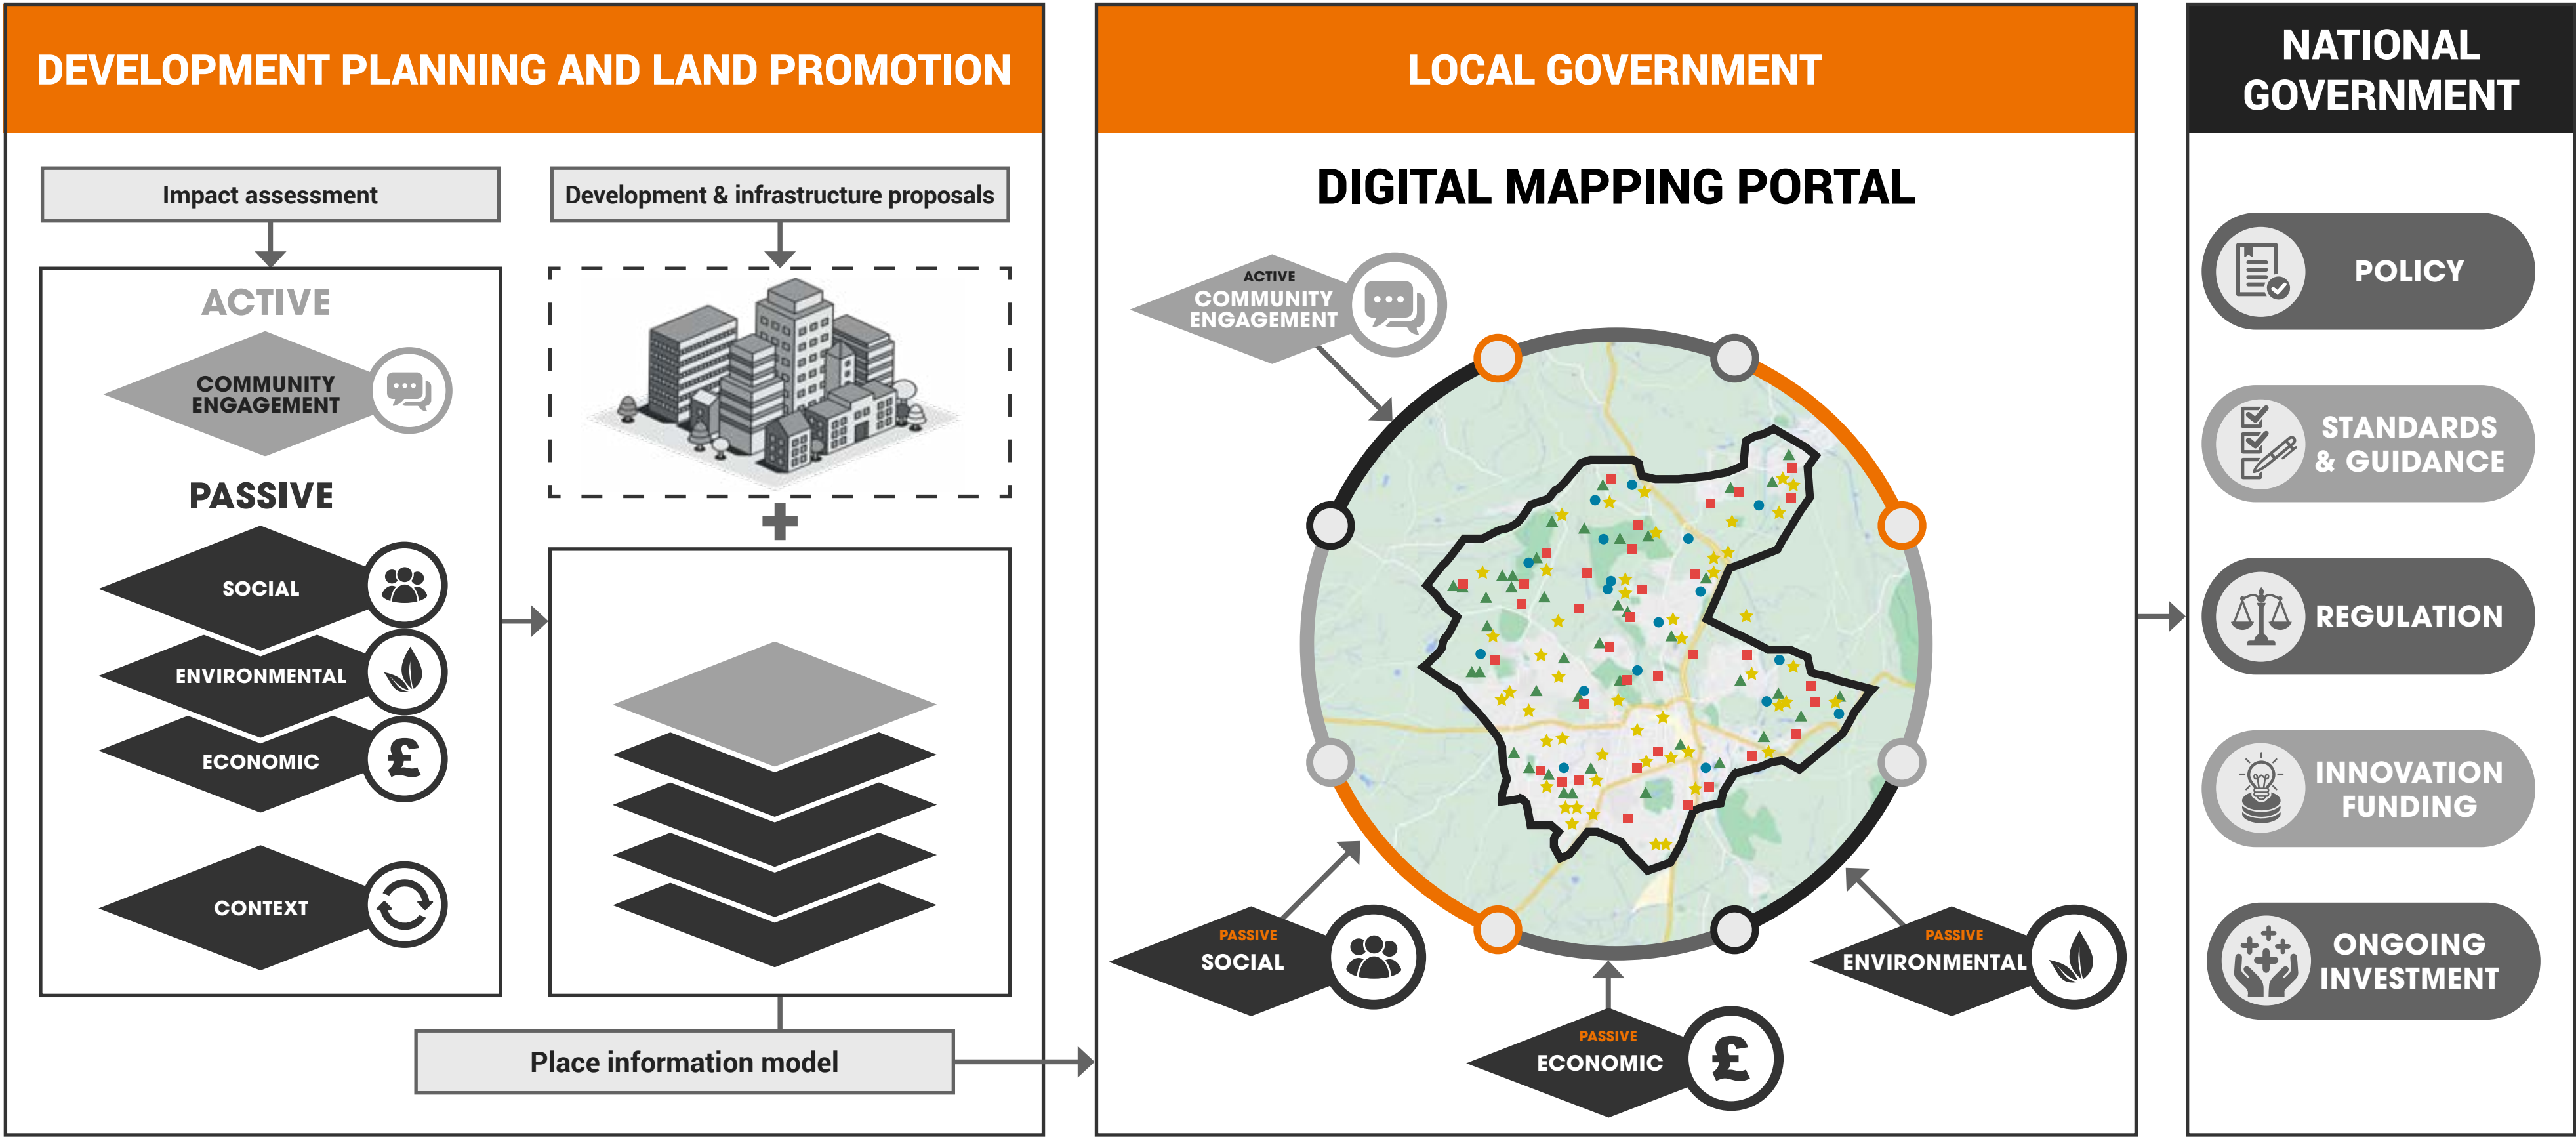 DEVELOPMENT PLANNING AND LAND PROMOTION
Impact assessment
Development & infrastructure proposals
ACTIVE
COMMUNITY
ENGAGEMENT
PASSIVE
SOCIAL
ENVIRONMENTAL
£
ECONOMIC
CONTEXT
Place information model
LOCAL GOVERNMENT
DIGITAL MAPPING PORTAL
ACTIVE
COMMUNITY
ENGAGEMENT
PASSIVE
SOCIAL
PASSIVE
ECONOMIC
£
PASSIVE
ENVIRONMENTAL
NATIONAL
GOVERNMENT
POLICY
STANDARDS
& GUIDANCE
REGULATION
INNOVATION
FUNDING
ONGOING
INVESTMENT